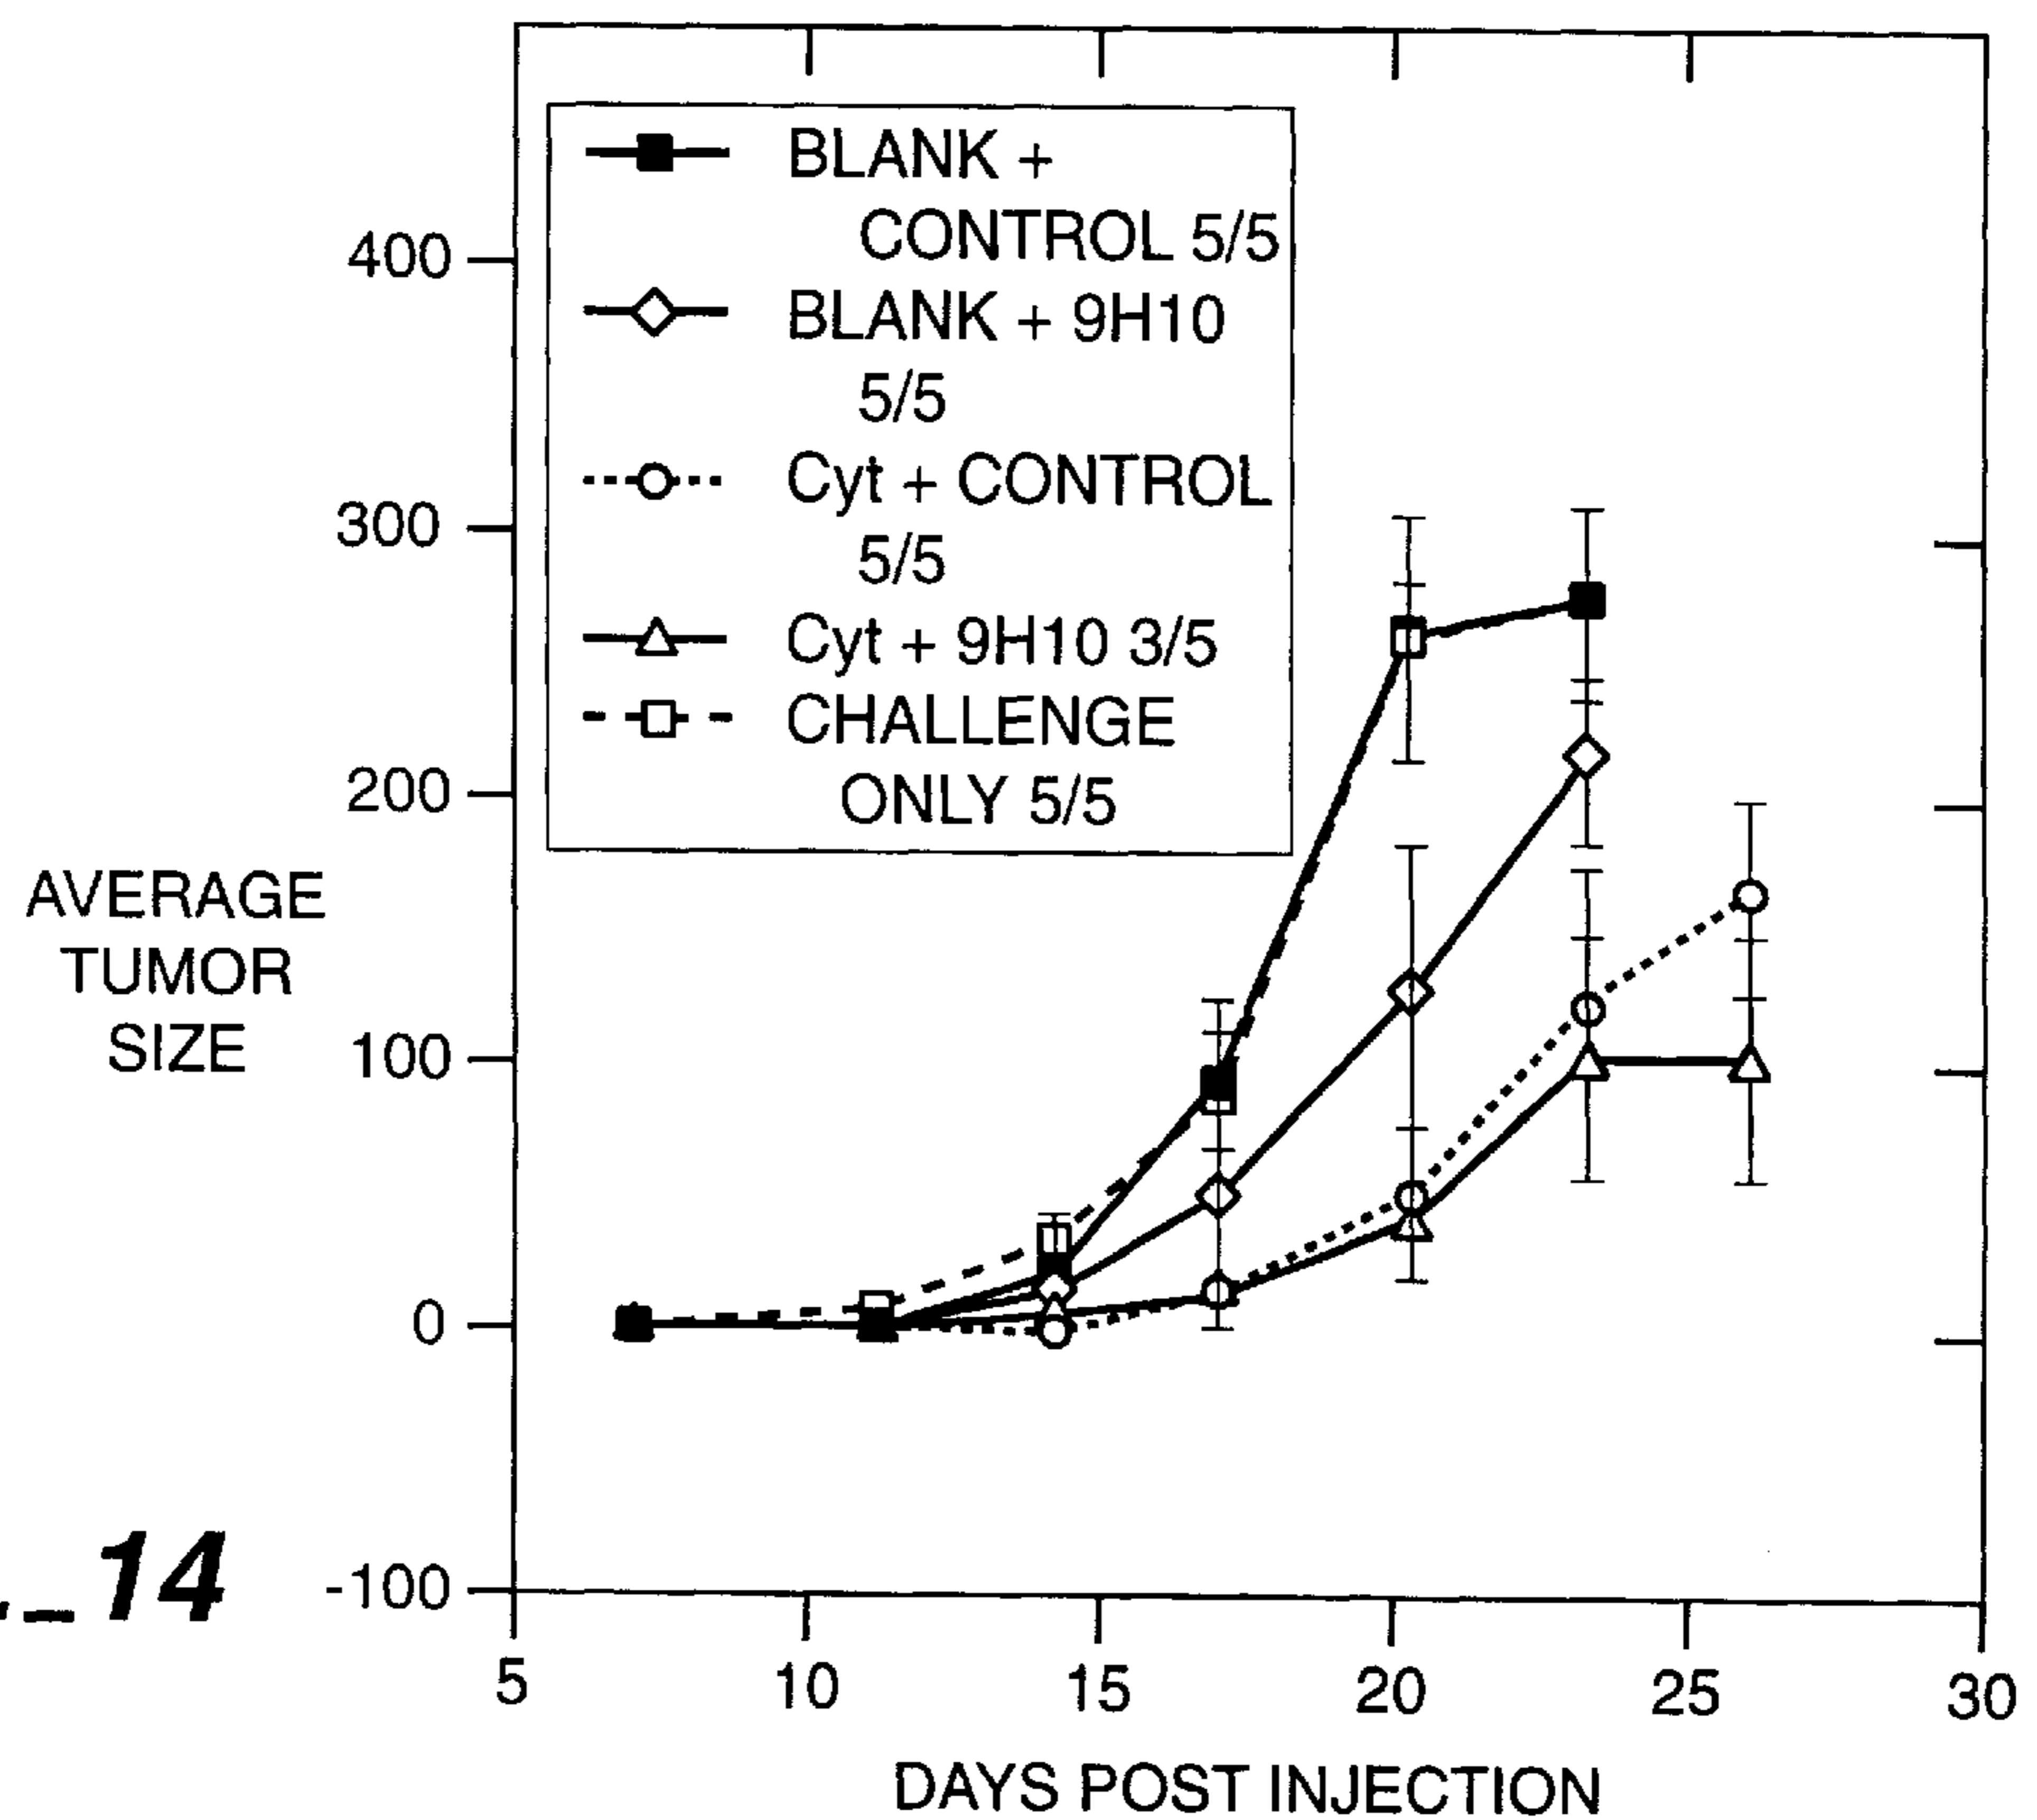 BLANK +
CONTROL 5/5
BLANK + 9H10
5/5
Cyt + CONTROL
5/5
Cyt + 9H10 3/5
CHALLENGE
ONLY 5/5
400
300
200
100
0
-100
AVERAGE
TUMOR
SIZE
14
5 10 15 20 25 30
DAYS POST INJECTION